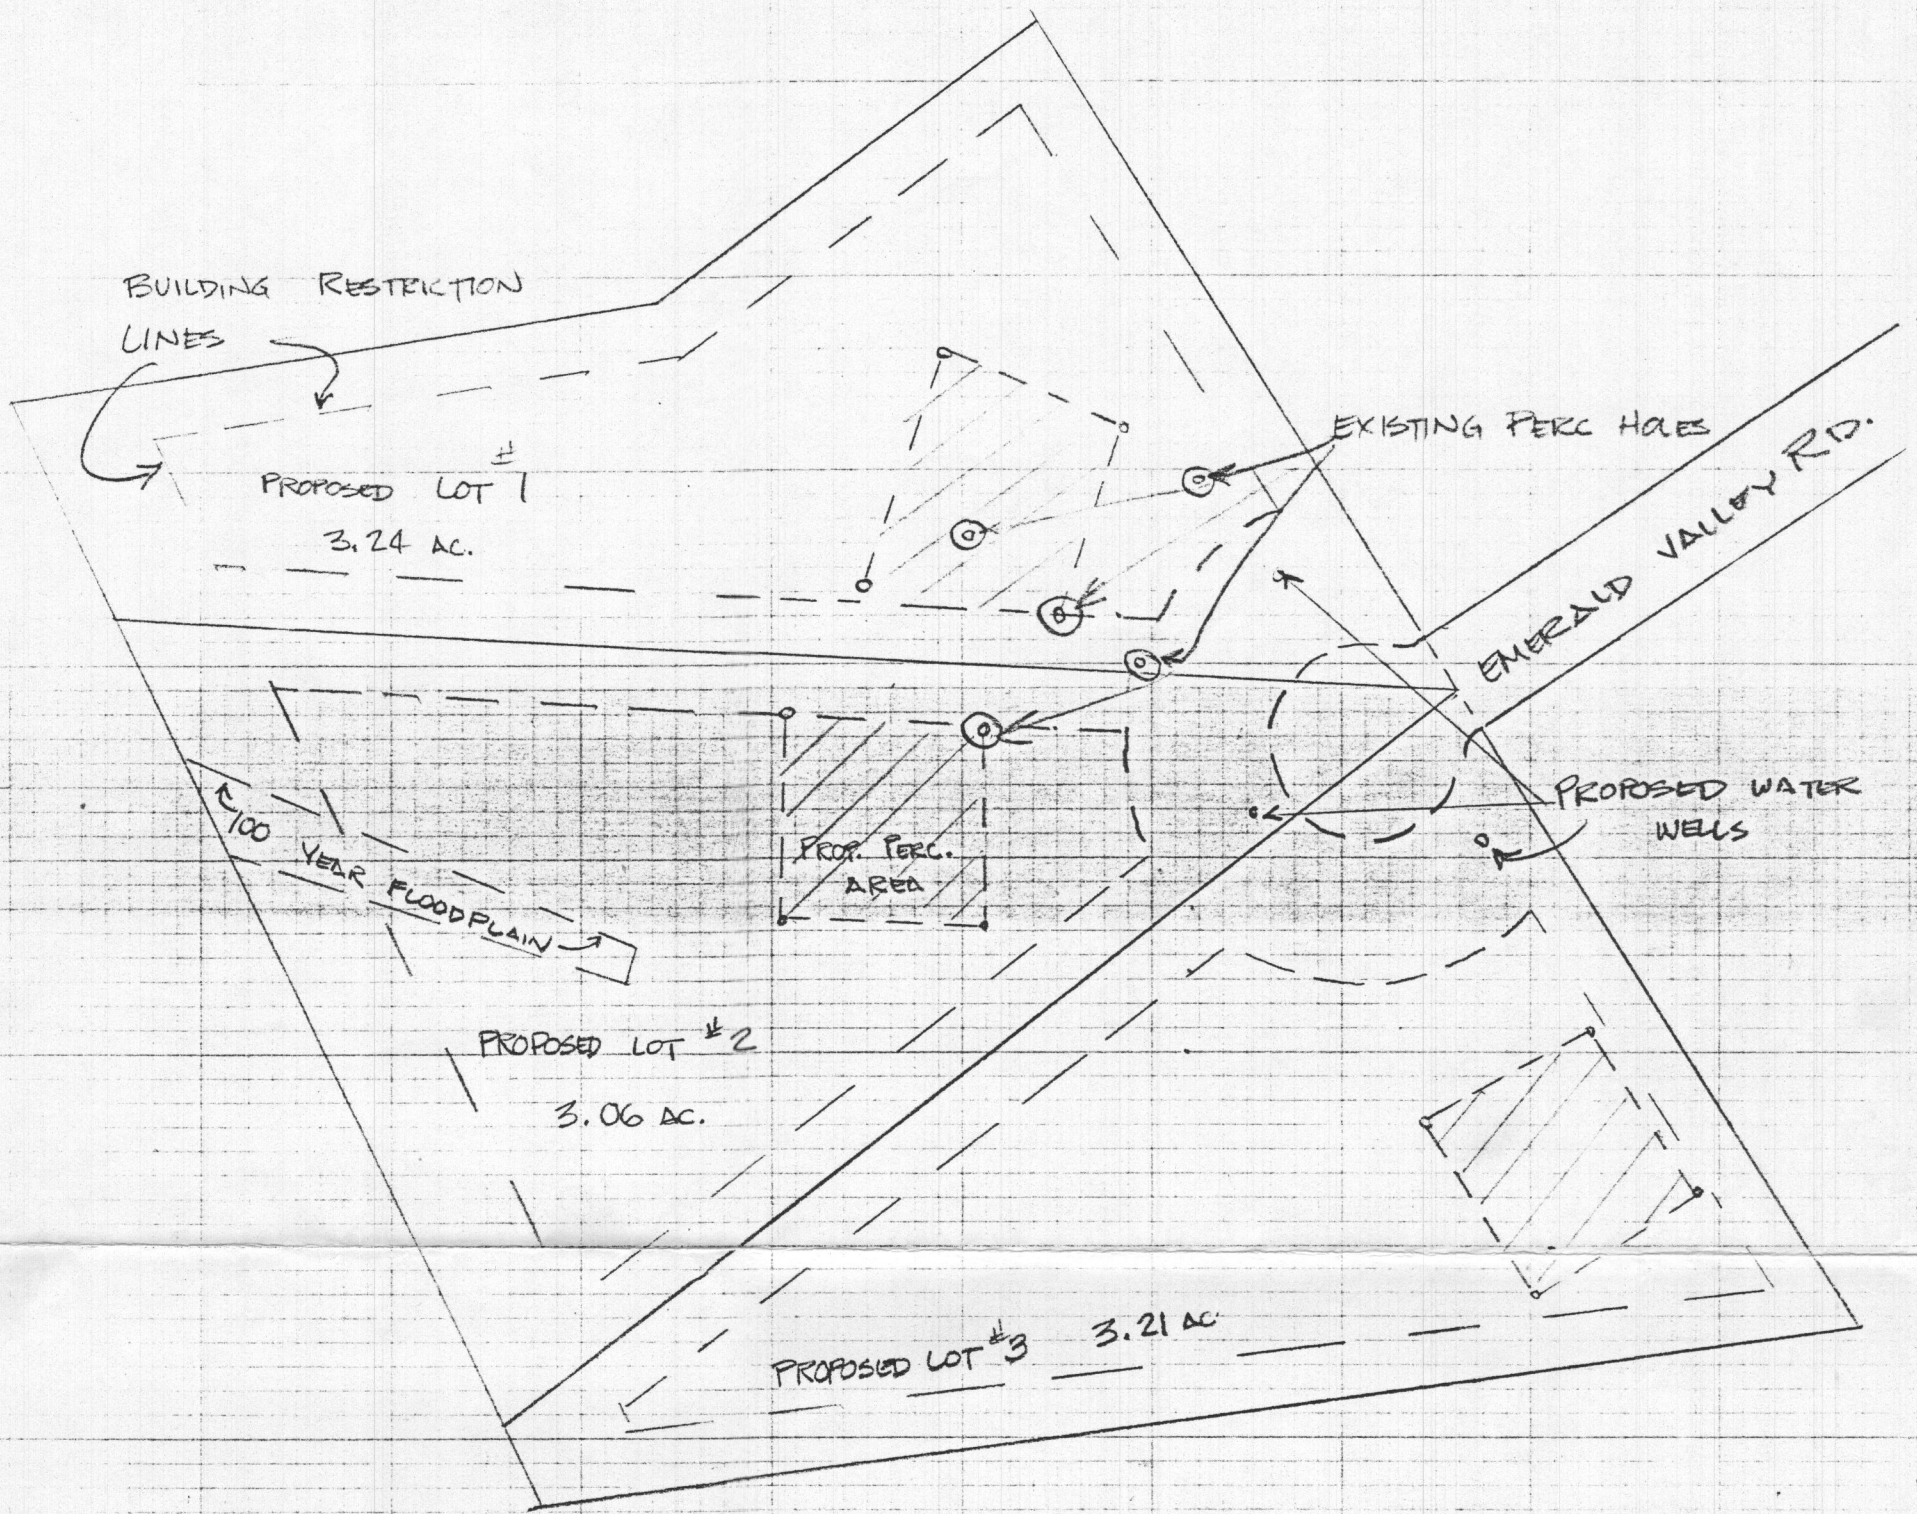 BUILDING RESTRICTION
LINES
EXISTING PERC HOLES
EMERALD VALLEY RD.
PROPOSED LOT #1
3.24 AC.
PROPOSED WATER
WELLS
100 YEAR FLOODPLAIN
PROP. PERC.
AREA
PROPOSED LOT #2
3.06 AC.
PROPOSED LOT #3 3.21 AC.